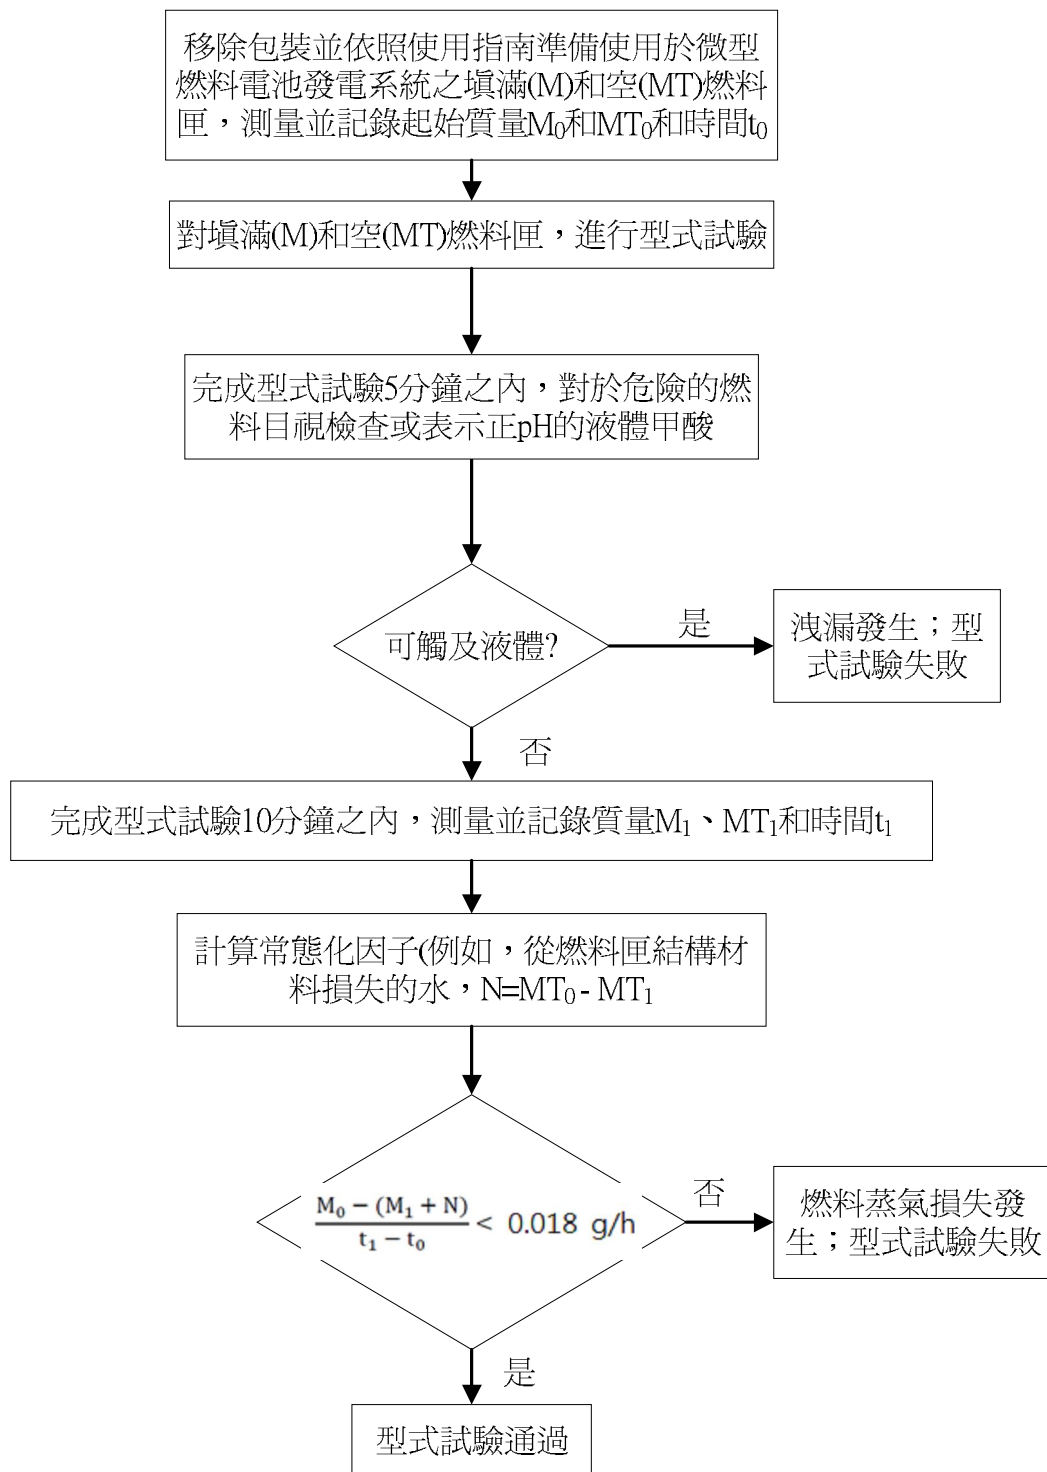 移除包裝並依照使用指南準備使用於微型
燃料電池發電系統之填滿(M)和空(MT)燃料
匣，測量並記錄起始質量M₀和MT₀和時間t₀
對填滿(M)和空(MT)燃料匣，進行型式試驗
完成型式試驗5分鐘之內，對於危險的燃
料目視檢查或表示正pH的液體甲酸
可觸及液體?
是
洩漏發生；型
式試驗失敗
否
完成型式試驗10分鐘之內，測量並記錄質量M₁、MT₁和時間t₁
計算常態化因子(例如，從燃料匣結構材
料損失的水，N=MT₀ - MT₁
M₀ − (M₁ + N)
t₁ − t₀
< 0.018 g/h
否
燃料蒸氣損失發
生；型式試驗失敗
是
型式試驗通過